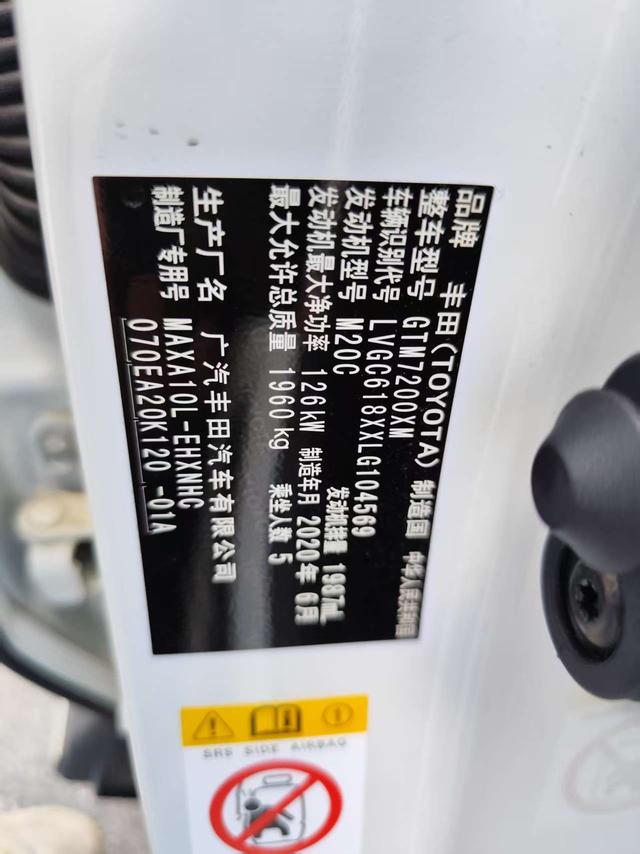 品牌 丰田(TOYOTA) 制造国 中华人民共和国
整车型号 GTM7200XM
车辆识别代号 LVGC618XXLG104569
发动机型号 M20C 发动机排量 1987mL
发动机最大净功率 126kW 制造年月 2020年 6月
最大允许总质量 1960 kg 乘坐人数 5
生产厂名 广汽丰田汽车有限公司
制造厂专用号 MAXA10L-EHXNHC
070EA20K120 -01A
SRS SIDE AIRBAG